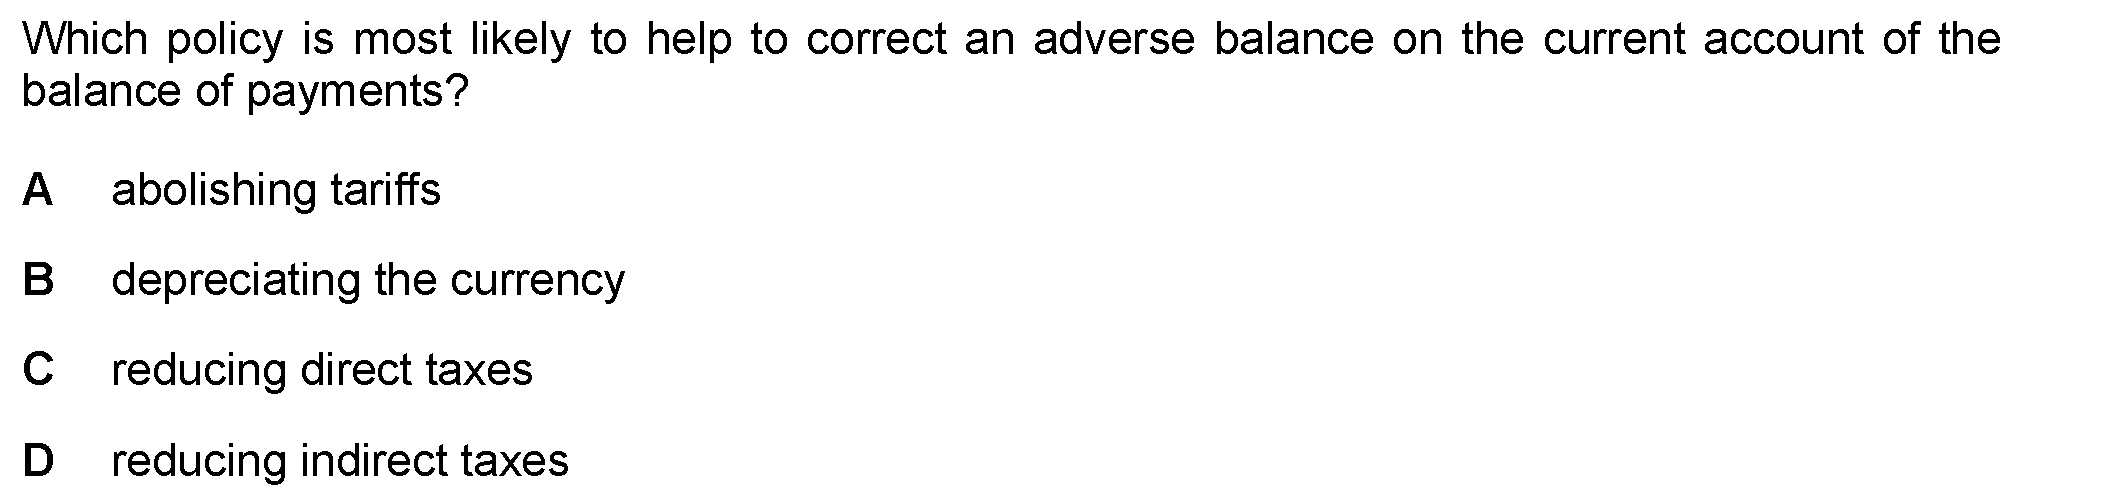 Which policy is most likely to help to correct an adverse balance on the current account of the
balance of payments?
A abolishing tariffs
B depreciating the currency
C reducing direct taxes
D reducing indirect taxes